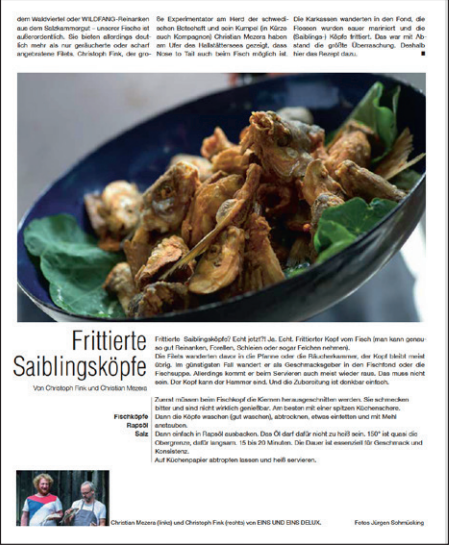 dem Waldviertel oder WILDFANG-Reinanken
aus dem Salzkammergut – unserer Fische ist
außerordentlich. Sie bieten allerdings deut-
lich mehr als nur geräucherte oder scharf
angebratene Filets. Christoph Fink, der gro-
ße Experimentator am Herd der schwedi-
schen Botschaft und sein Kumpel (in Kürze
auch Kompagnon) Christian Mezera haben
am Ufer des Hallstättersees gezeigt, dass
Nose to Tail auch beim Fisch möglich ist.
Die Karkassen wanderten in den Fond, die
Flossen wurden sauer mariniert und die
(Saiblings-) Köpfe frittiert. Das war mit Ab-
stand die größte Überraschung. Deshalb
hier das Rezept dazu.
Frittierte
Saiblingsköpfe
Von Christoph Fink und Christian Mezera
Frittierte Saiblingsköpfe? Echt jetzt?! Ja. Echt. Frittierter Kopf vom Fisch (man kann genau
so gut Reinanken, Forellen, Schleien oder sogar Felchen nehmen).
Die Filets wanderten davor in die Pfanne oder die Räucherkammer, der Kopf bleibt meist
übrig. Im günstigsten Fall wandert er als Geschmacksgeber in den Fischfond oder die
Fischsuppe. Allerdings kommt er beim Servieren auch meist wieder raus. Das muss nicht
sein. Der Kopf kann der Hammer sind. Und die Zubereitung ist denkbar einfach.
Fischköpfe
Rapsöl
Salz
Zuerst müssen beim Fischkopf die Kiemen herausgeschnitten werden. Sie schmecken
bitter und sind nicht wirklich genießbar. Am besten mit einer spitzen Küchenschere.
Dann die Köpfe waschen (gut waschen), abtrocknen, etwas einfetten und mit Mehl
anstauben.
Dann einfach in Rapsöl ausbacken. Das Öl darf dafür nicht zu heiß sein. 150° ist quasi die
Obergrenze, dafür langsam. 15 bis 20 Minuten. Die Dauer ist essenziell für Geschmack und
Konsistenz.
Auf Küchenpapier abtropfen lassen und heiß servieren.
Christian Mezera (links) und Christoph Fink (rechts) von EINS UND EINS DELUX.
Fotos Jürgen Schmücking